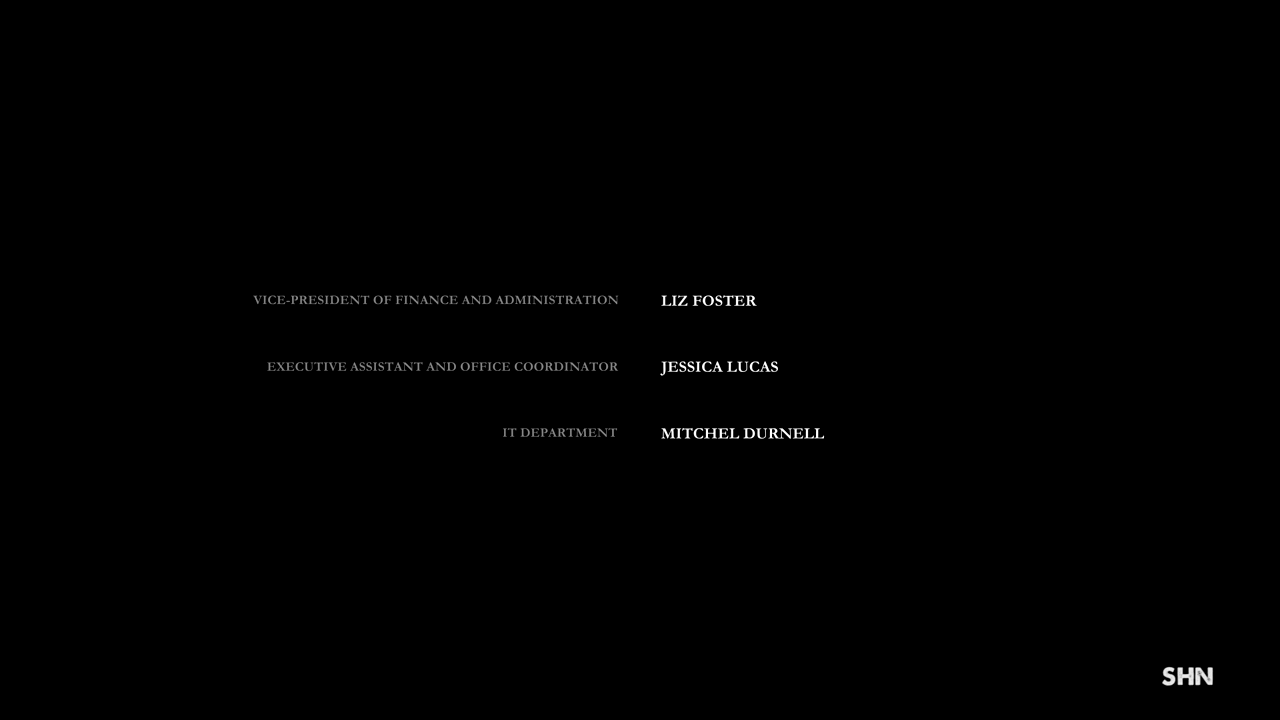 VICE-PRESIDENT OF FINANCE AND ADMINISTRATION LIZ FOSTER
EXECUTIVE ASSISTANT AND OFFICE COORDINATOR JESSICA LUCAS
IT DEPARTMENT MITCHEL DURNELL
SHN